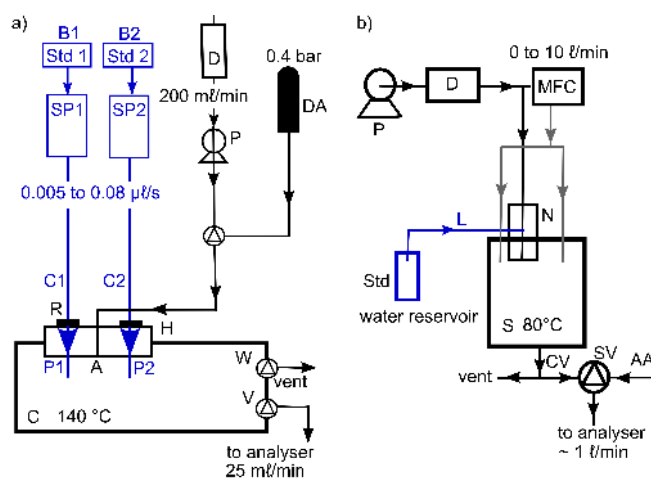 a)
B1
B2
Std 1
Std 2
D
0.4 bar
SP1
SP2
200 mℓ/min
DA
P
0.005 to 0.08 µℓ/s
C1
C2
R
H
P1
A
P2
W
vent
V
C 140 °C
to analyser
25 mℓ/min
b)
0 to 10 ℓ/min
D
MFC
P
N
L
Std
water reservoir
S 80°C
CV
SV
AA
vent
to analyser
~ 1 ℓ/min